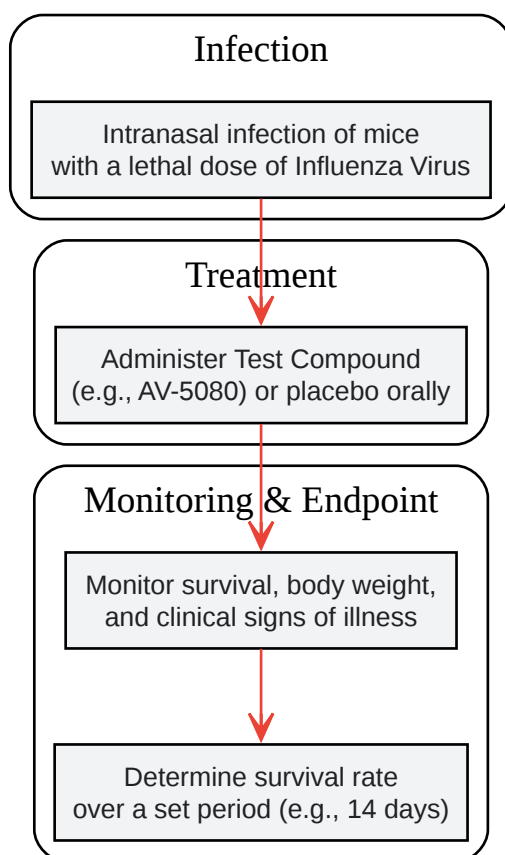 Infection
Intranasal infection of mice
with a lethal dose of Influenza Virus
Treatment
Administer Test Compound
(e.g., AV-5080) or placebo orally
Monitoring & Endpoint
Monitor survival, body weight,
and clinical signs of illness
Determine survival rate
over a set period (e.g., 14 days)